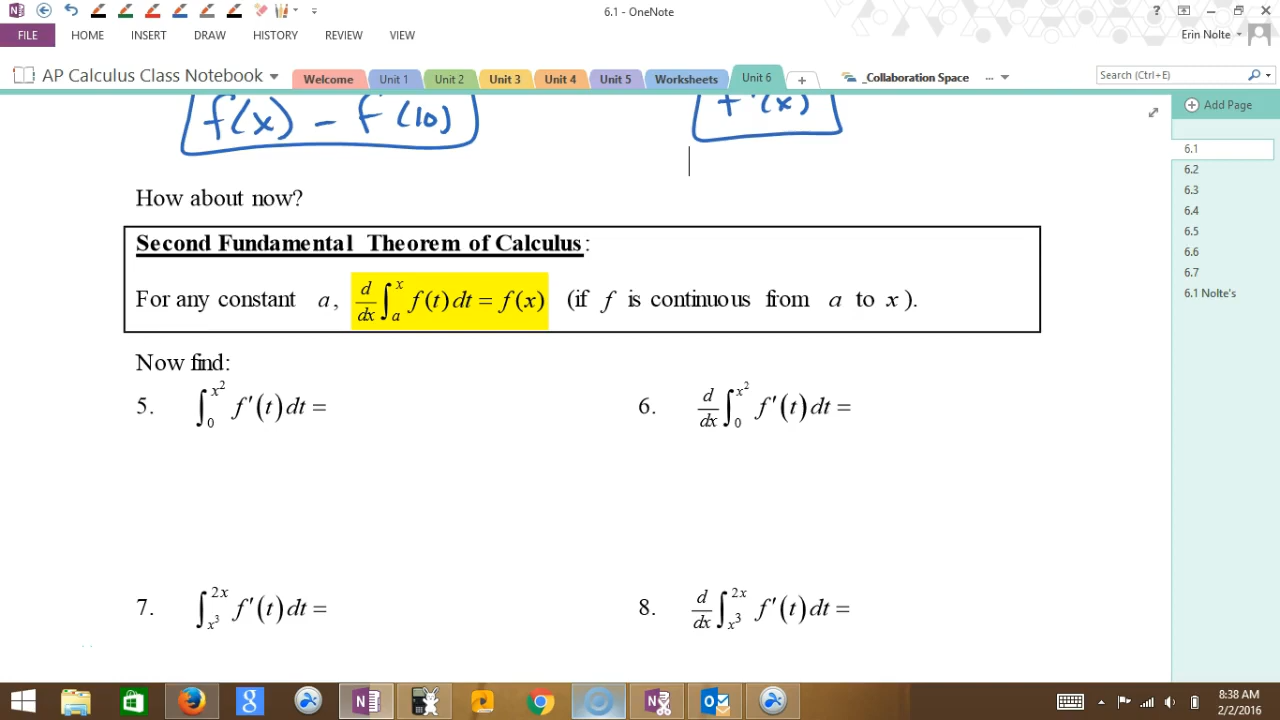 6.1 - OneNote
Erin Nolte
FILE HOME INSERT DRAW HISTORY REVIEW VIEW
AP Calculus Class Notebook Welcome Unit 1 Unit 2 Unit 3 Unit 4 Unit 5 Worksheets Unit 6 + _Collaboration Space ... Search (Ctrl+E)
Add Page
6.1
6.2
6.3
6.4
6.5
6.6
6.7
6.1 Nolte's
f(x) - f(10) f'(x)
How about now?
Second Fundamental Theorem of Calculus:
For any constant a, d/dx ∫_a^x f(t) dt = f(x) (if f is continuous from a to x ).
Now find:
5. ∫_0^{x²} f'(t) dt = 6. d/dx ∫_0^{x²} f'(t) dt =
7. ∫_{x³}^{2x} f'(t) dt = 8. d/dx ∫_{x³}^{2x} f'(t) dt =
8:38 AM
2/2/2016